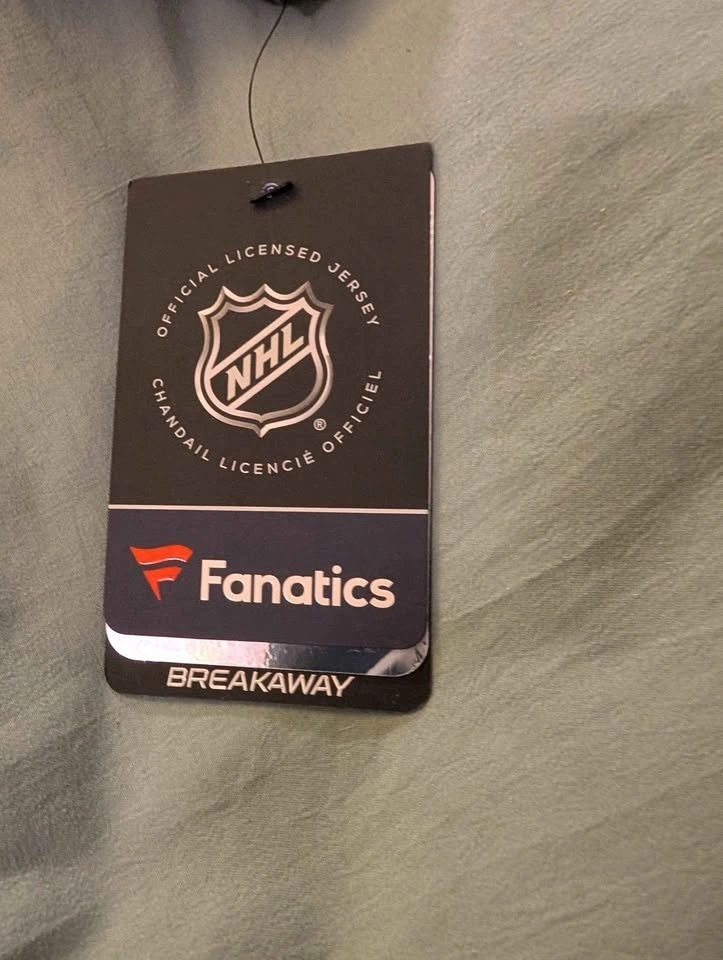 OFFICIAL LICENSED JERSEY
NHL
®
CHANDAIL LICENCIÉ OFFICIEL
Fanatics
BREAKAWAY